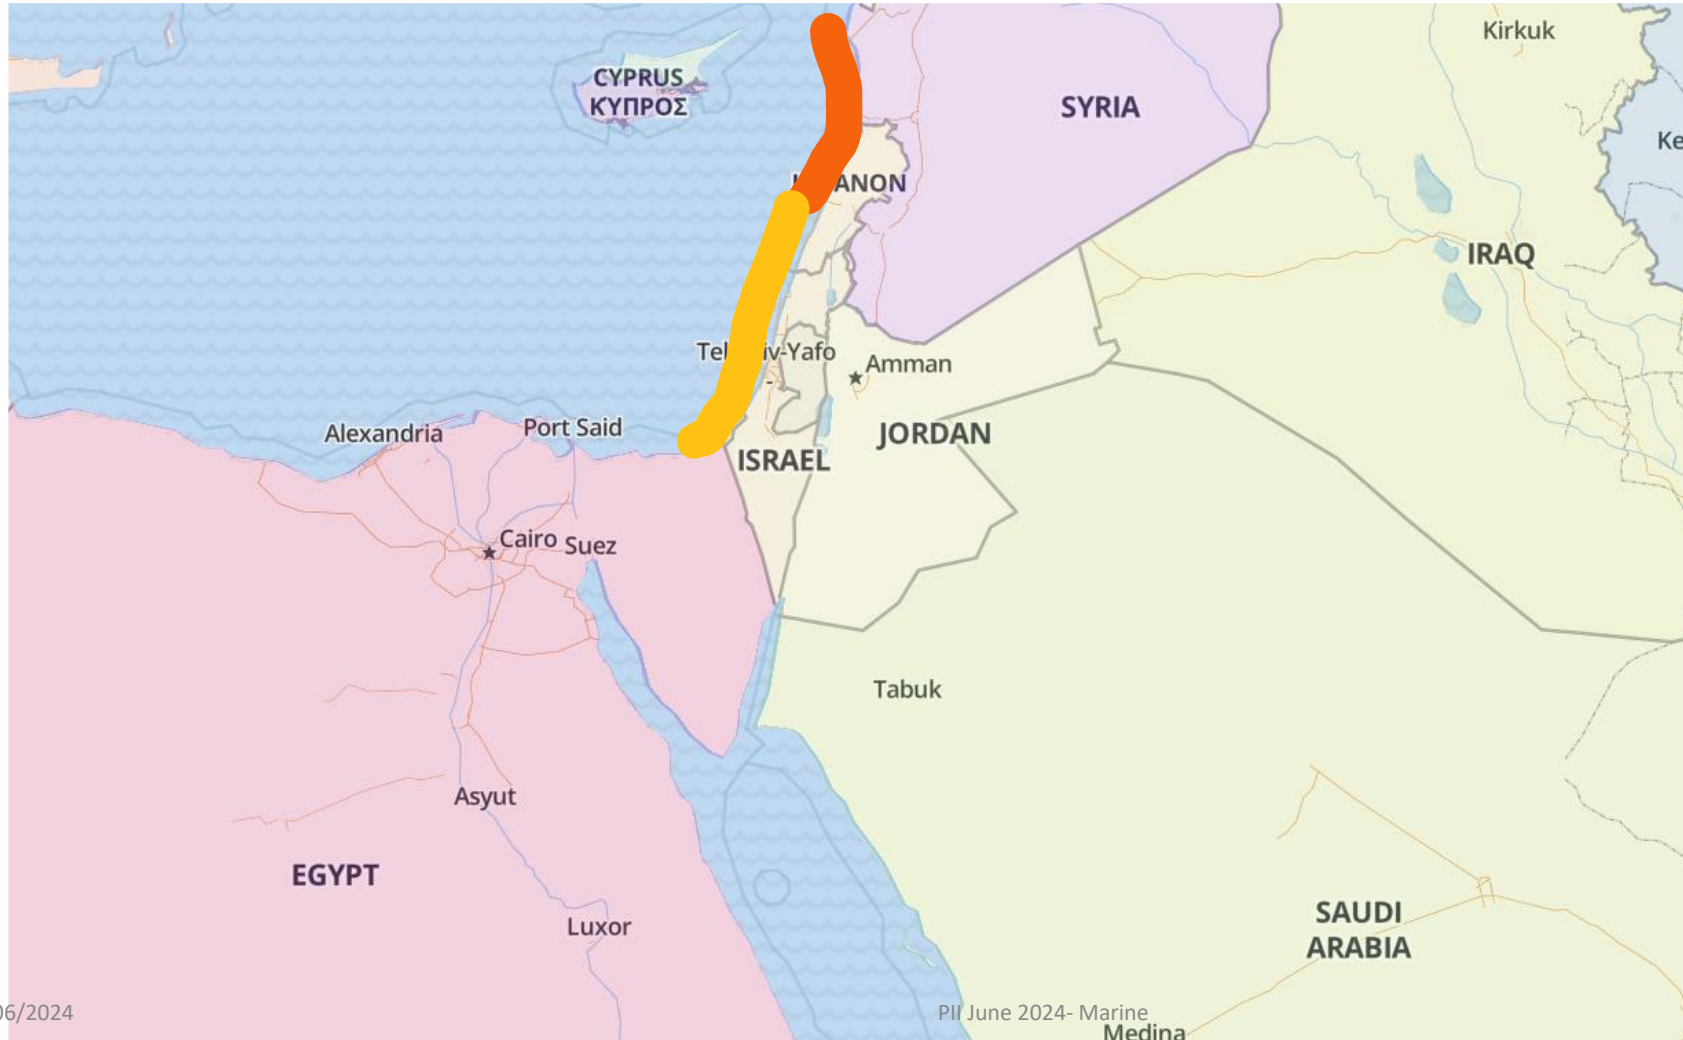 Kirkuk
CYPRUS
ΚΎΠΡΟΣ
SYRIA
Ke
ANON
IRAQ
Tel iv-Yafo
Amman
Alexandria
Port Said
JORDAN
ISRAEL
Cairo
Suez
Tabuk
Asyut
EGYPT
Luxor
SAUDI
ARABIA
06/2024
PII June 2024- Marine
Medina